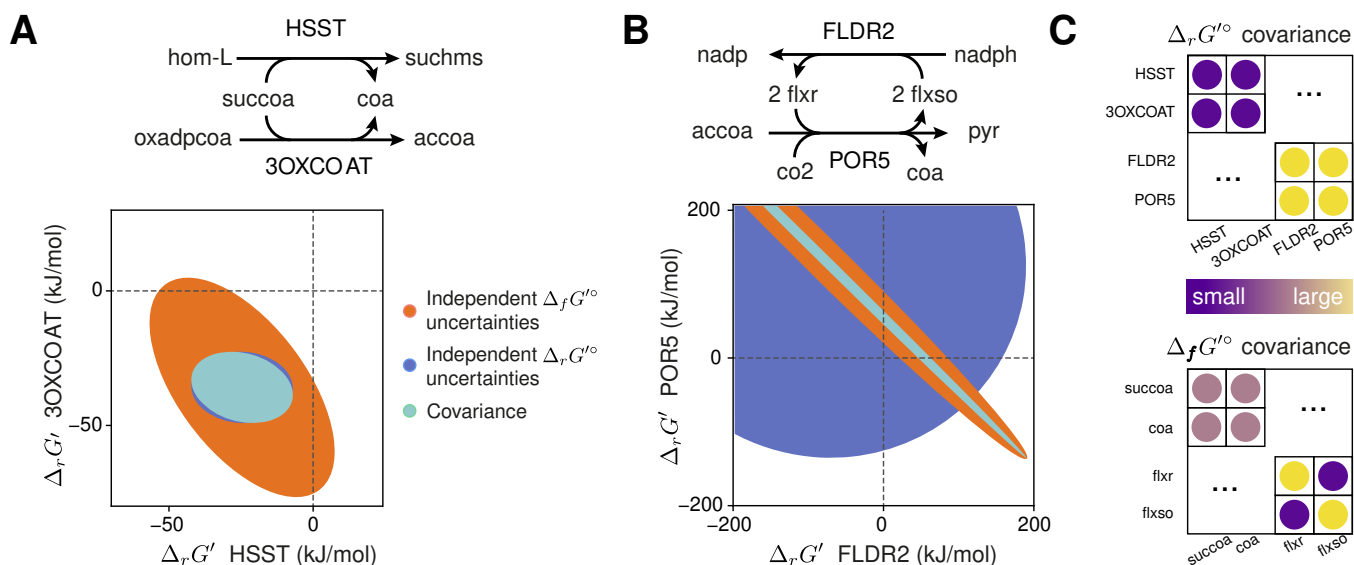 A
HSST
hom-L
suchms
succoa
coa
oxadpcoa
accoa
3OXCOAT
Δ_rG′ 3OXCOAT (kJ/mol)
0
−50
−50
0
Δ_rG′ HSST (kJ/mol)
Independent Δ_fG′° uncertainties
Independent Δ_rG′° uncertainties
Covariance
B
FLDR2
nadp
nadph
2 flxr
2 flxso
accoa
pyr
co2
POR5
coa
Δ_rG′ POR5 (kJ/mol)
200
0
−200
−200
0
200
Δ_rG′ FLDR2 (kJ/mol)
C
Δ_rG′° covariance
HSST
3OXCOAT
FLDR2
POR5
...
...
HSST
3OXCOAT
FLDR2
POR5
small
large
Δ_fG′° covariance
succoa
coa
flxr
flxso
...
...
succoa
coa
flxr
flxso